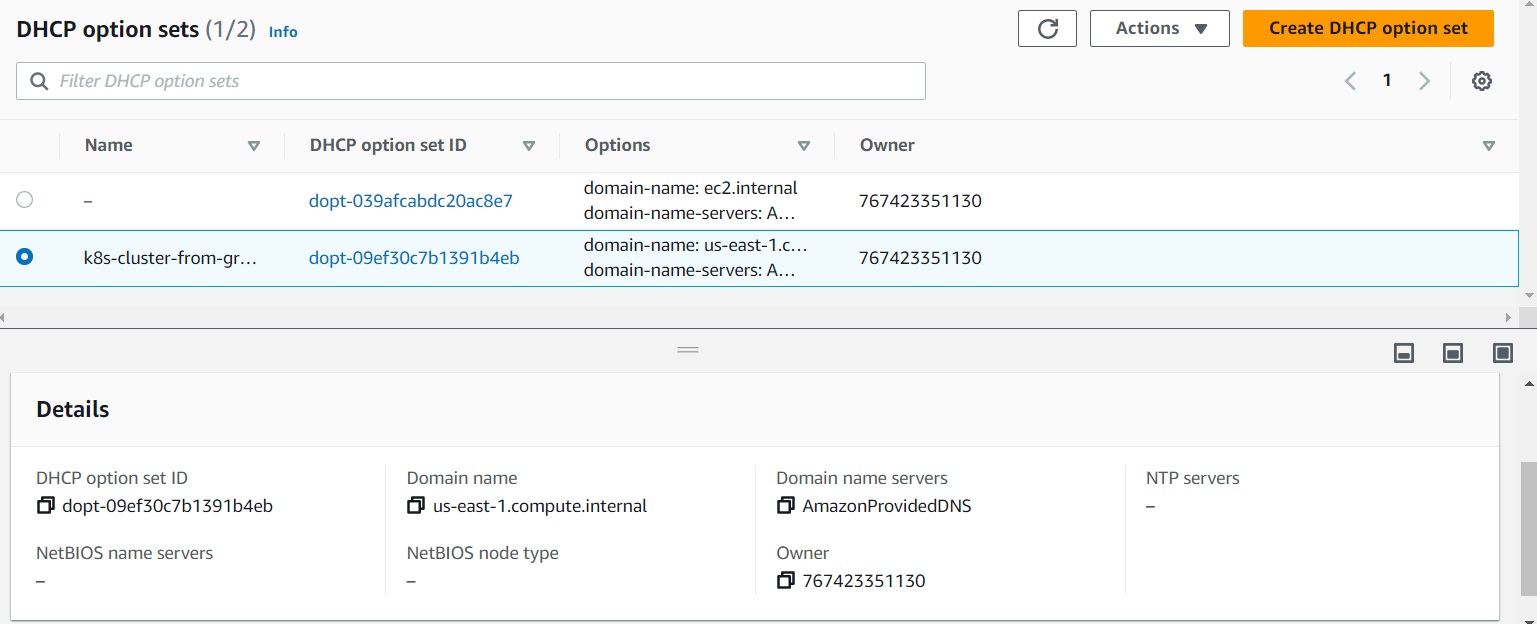 DHCP option sets (1/2) Info
Actions
Create DHCP option set
Filter DHCP option sets
1
Name DHCP option set ID Options Owner
– dopt-039afcabdc20ac8e7 domain-name: ec2.internal 767423351130
domain-name-servers: A...
k8s-cluster-from-gr... dopt-09ef30c7b1391b4eb domain-name: us-east-1.c... 767423351130
domain-name-servers: A...
Details
DHCP option set ID Domain name Domain name servers NTP servers
dopt-09ef30c7b1391b4eb us-east-1.compute.internal AmazonProvidedDNS –
NetBIOS name servers NetBIOS node type Owner
– – 767423351130